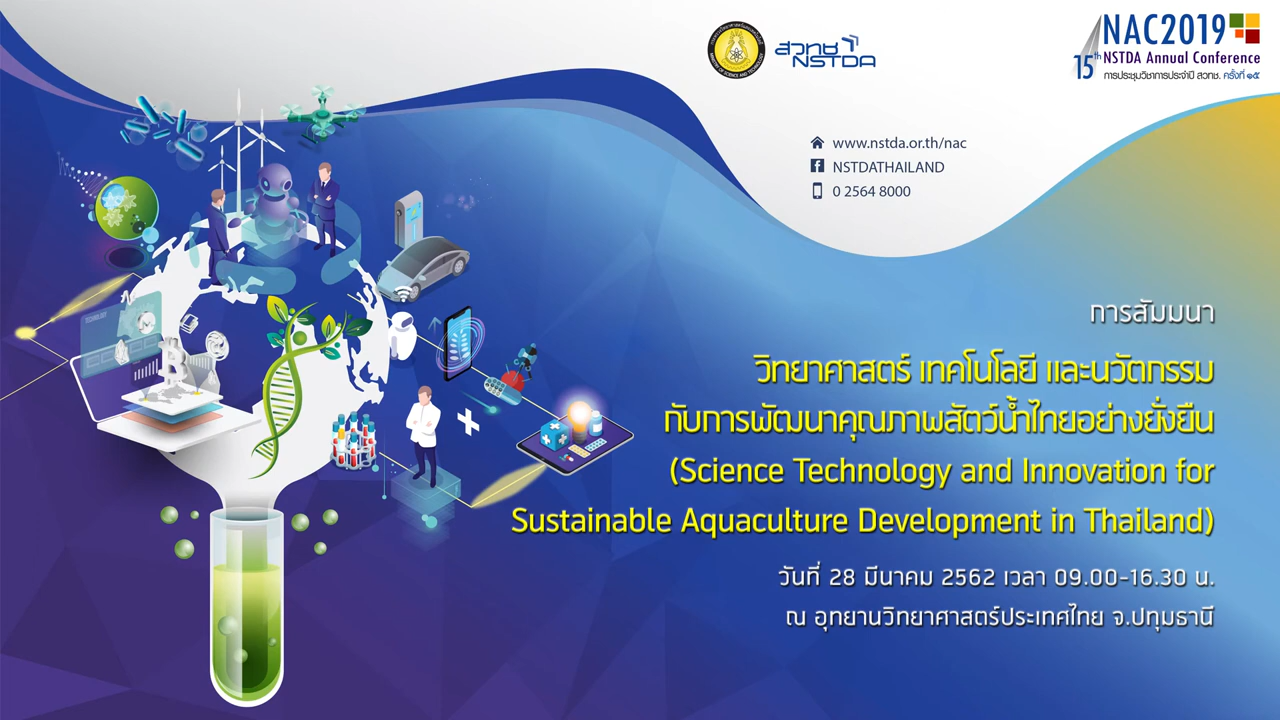 สวทช
NSTDA
NAC2019
15th NSTDA Annual Conference
การประชุมวิชาการประจำปี สวทช. ครั้งที่ ๑๕
www.nstda.or.th/nac
NSTDATHAILAND
0 2564 8000
การสัมมนา
วิทยาศาสตร์ เทคโนโลยี และนวัตกรรม
กับการพัฒนาคุณภาพสัตว์น้ำไทยอย่างยั่งยืน
(Science Technology and Innovation for
Sustainable Aquaculture Development in Thailand)
วันที่ 28 มีนาคม 2562 เวลา 09.00-16.30 น.
ณ อุทยานวิทยาศาสตร์ประเทศไทย จ.ปทุมธานี